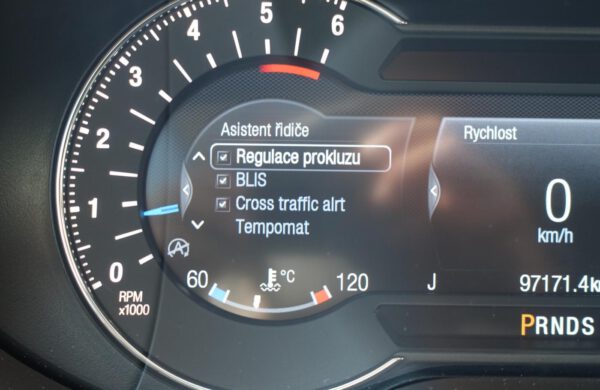 6
5
4
3
2
1
0
RPM
x1000
Asistent řidiče
Regulace prokluzu
BLIS
Cross traffic alrt
Tempomat
A
60
°C
120
Rychlost
0
km/h
J
97171.4k
PRNDS